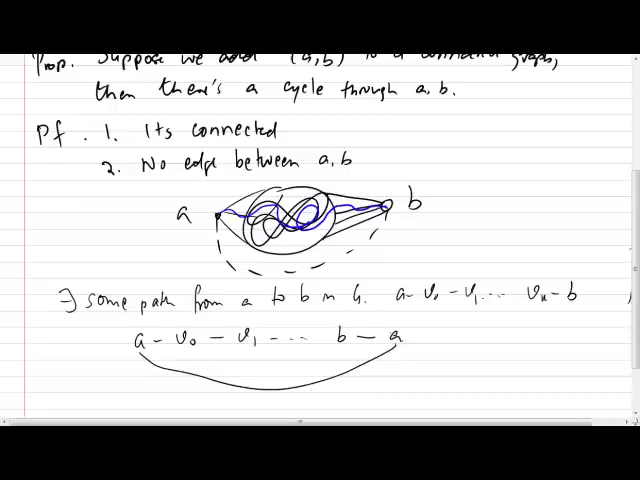 Prop. Suppose we add (a,b) to a connected graph,
then there's a cycle through a, b.
Pf. 1. Its connected
2. No edge between a, b
a b
∃ some path from a to b in G. a - v₀ - v₁ ... vₙ - b
a - v₀ - v₁ - ... b - a